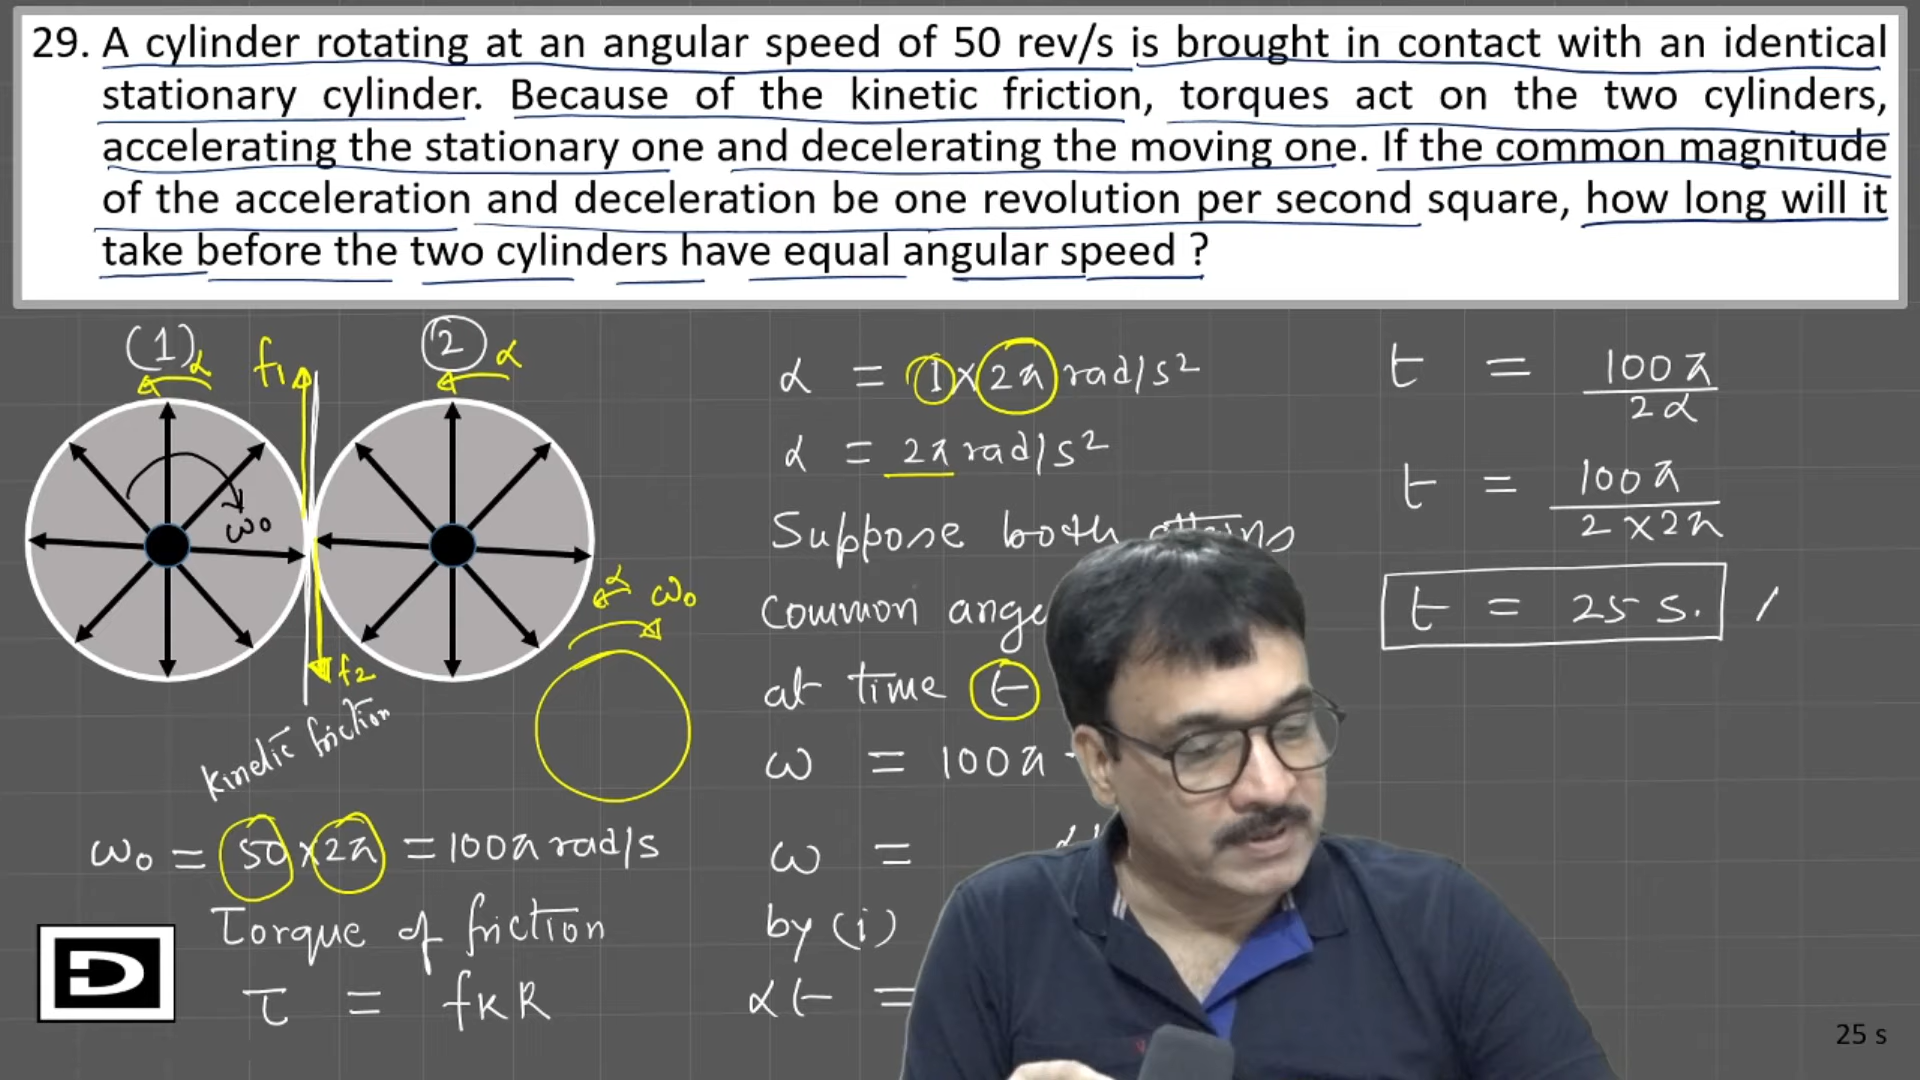 29. A cylinder rotating at an angular speed of 50 rev/s is brought in contact with an identical
stationary cylinder. Because of the kinetic friction, torques act on the two cylinders,
accelerating the stationary one and decelerating the moving one. If the common magnitude
of the acceleration and deceleration be one revolution per second square, how long will it
take before the two cylinders have equal angular speed ?
(1) α f1 2 α
ω0
α ω0
f2
Kinetic friction
ω0 = 50 × 2π = 100π rad/s
Torque of friction
τ = fKR
α = 1 × 2π rad/s2
α = 2π rad/s2
Suppose both
Common
at time t
ω = 100π
ω =
by (i)
αt =
t = 100π
2α
t = 100π
2 × 2π
t = 25 s.
25 s